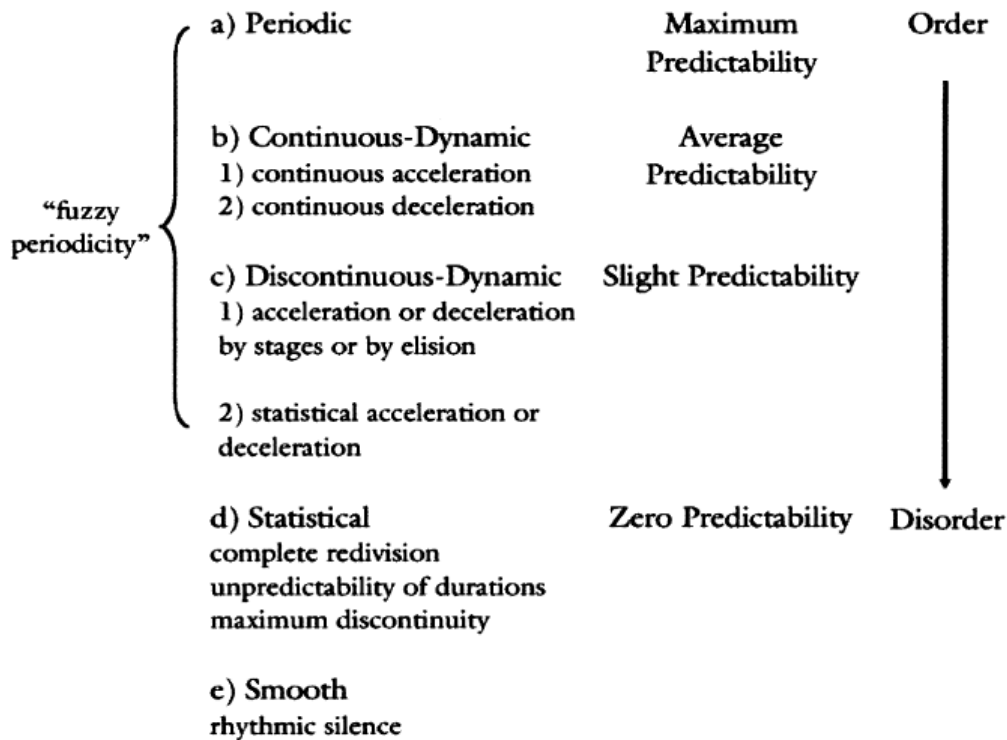 a) Periodic Maximum Order
Predictability
b) Continuous-Dynamic Average
1) continuous acceleration Predictability
2) continuous deceleration
“fuzzy
periodicity”
c) Discontinuous-Dynamic Slight Predictability
1) acceleration or deceleration
by stages or by elision
2) statistical acceleration or
deceleration
d) Statistical Zero Predictability Disorder
complete redivision
unpredictability of durations
maximum discontinuity
e) Smooth
rhythmic silence